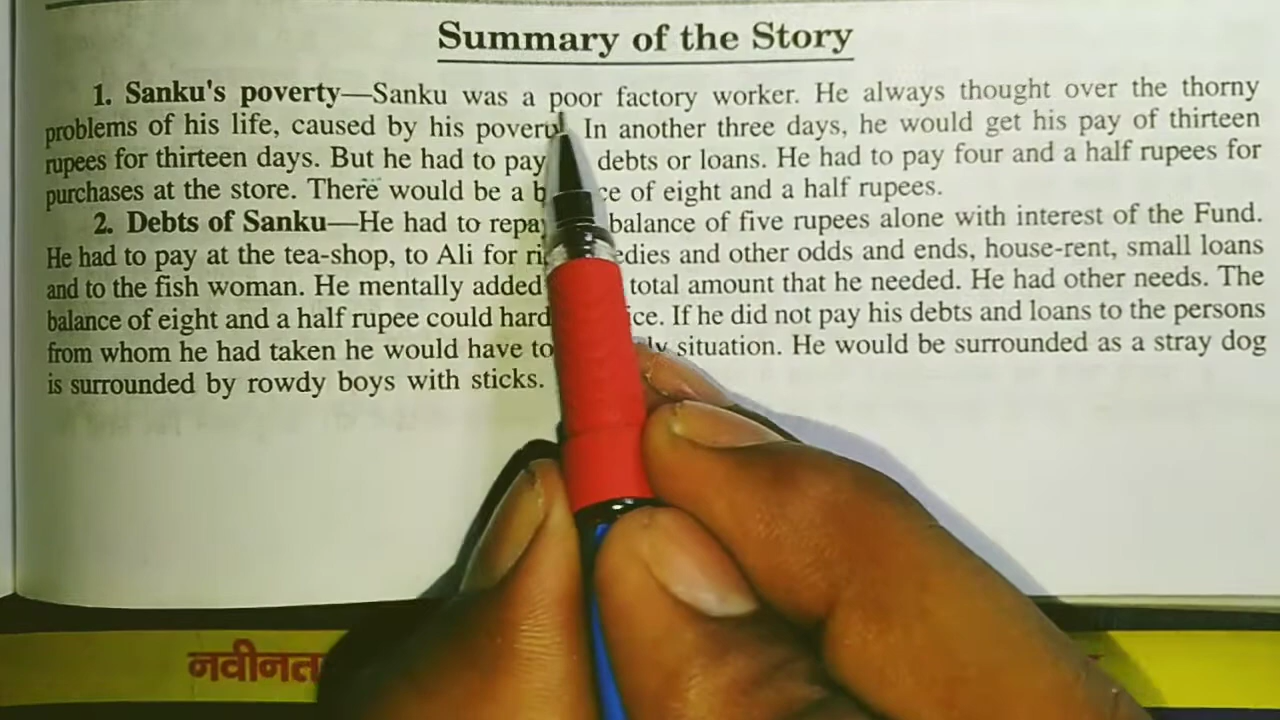 Summary of the Story
1. Sanku's poverty—Sanku was a poor factory worker. He always thought over the thorny
problems of his life, caused by his In another three days, he would get his pay of thirteen
rupees for thirteen days. But he had to pay debts or loans. He had to pay four and a half rupees for
purchases at the store. There would be a of eight and a half rupees.
2. Debts of Sanku—He had to repay balance of five rupees alone with interest of the Fund.
He had to pay at the tea-shop, to Ali for and other odds and ends, house-rent, small loans
and to the fish woman. He mentally added total amount that he needed. He had other needs. The
balance of eight and a half rupee could If he did not pay his debts and loans to the persons
from whom he had taken he would have to situation. He would be surrounded as a stray dog
is surrounded by rowdy boys with sticks.